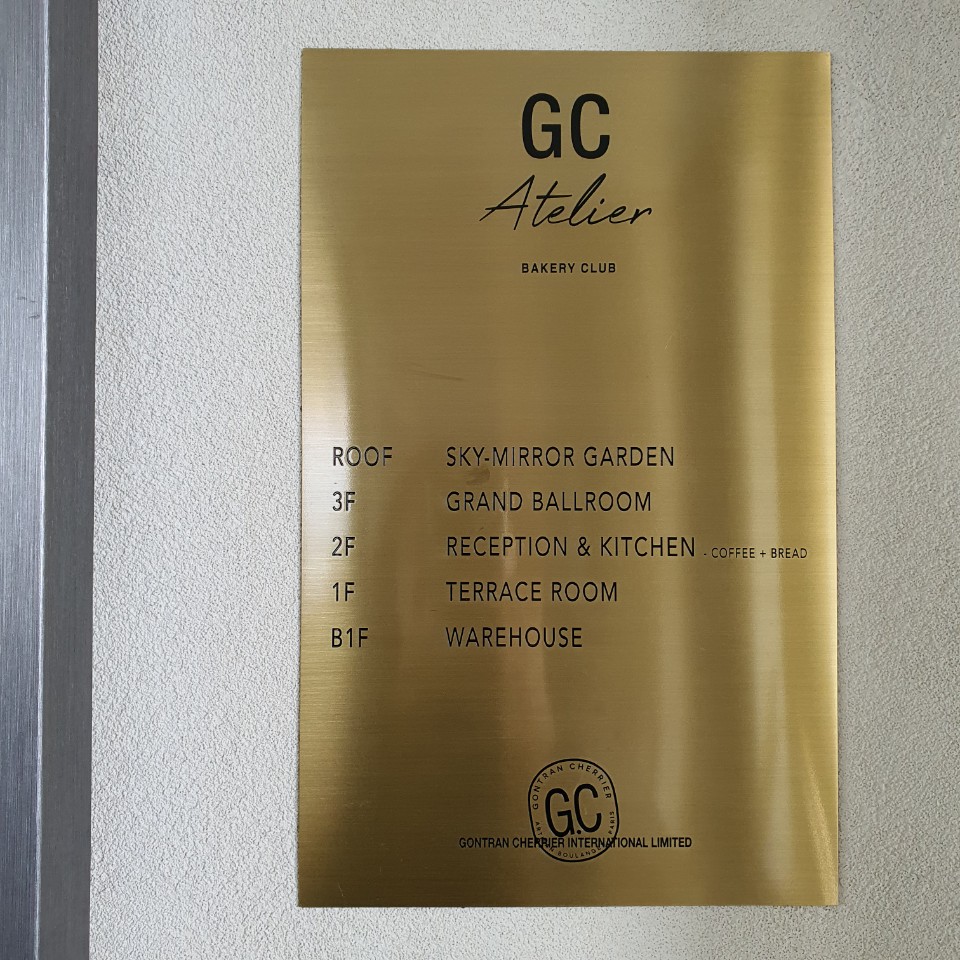 GC
Atelier
BAKERY CLUB
ROOF SKY-MIRROR GARDEN
3F GRAND BALLROOM
2F RECEPTION & KITCHEN - COFFEE + BREAD
1F TERRACE ROOM
B1F WAREHOUSE
GONTRAN CHERRIER
G.C
GONTRAN CHERRIER INTERNATIONAL LIMITED
PARIS